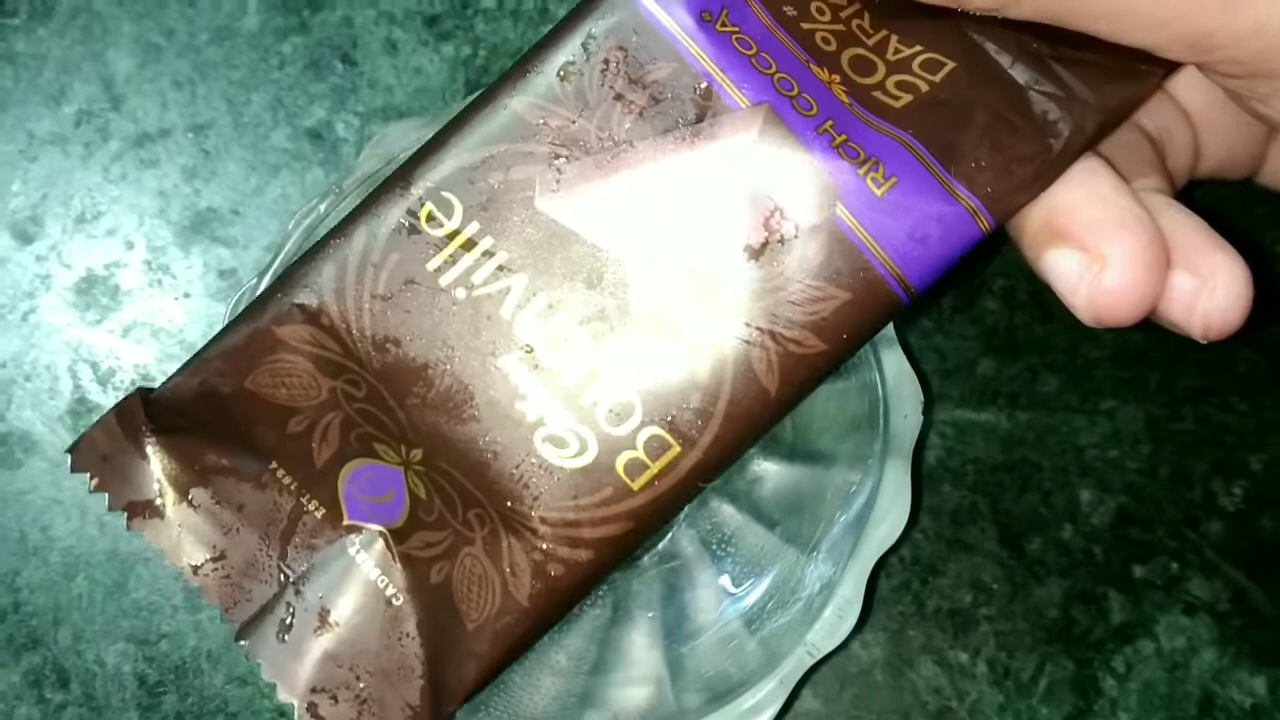 CADBURY EST. 1824
Bournville
RICH COCOA*
50%#
DARK